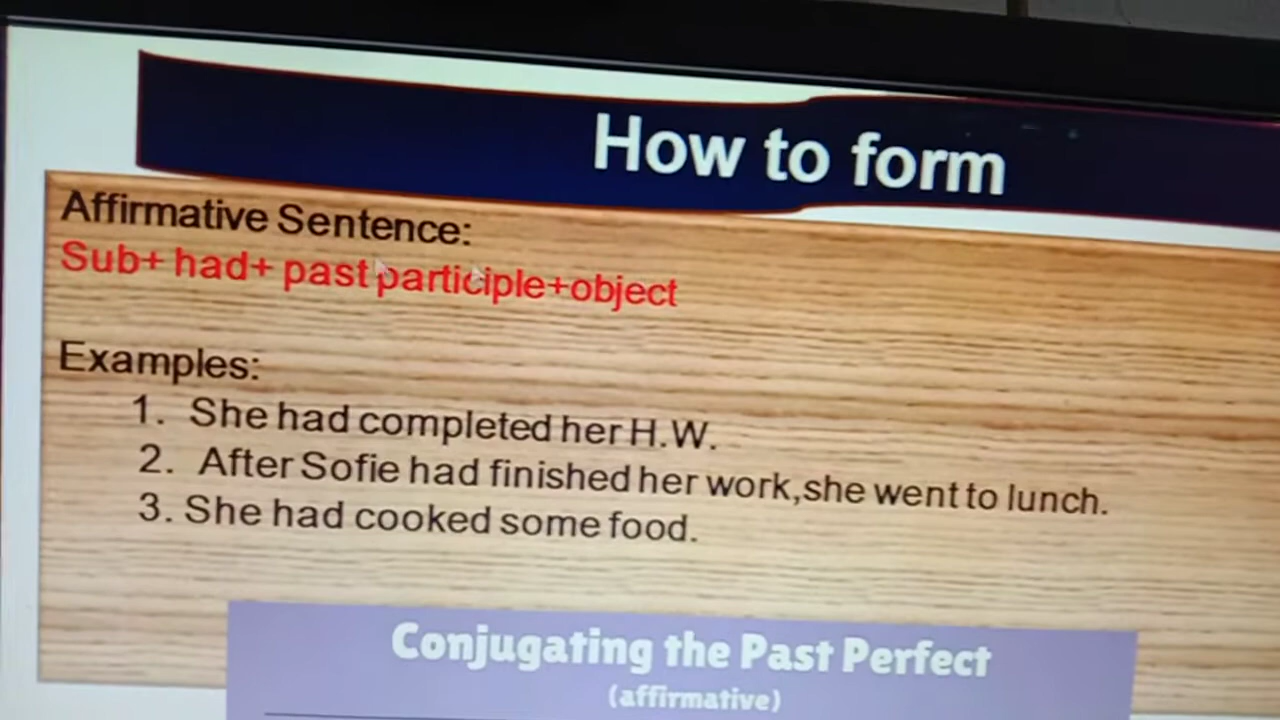 How to form
Affirmative Sentence:
Sub+ had+ past participle+object
Examples:
1. She had completed her H.W.
2. After Sofie had finished her work,she went to lunch.
3. She had cooked some food.
Conjugating the Past Perfect
(affirmative)